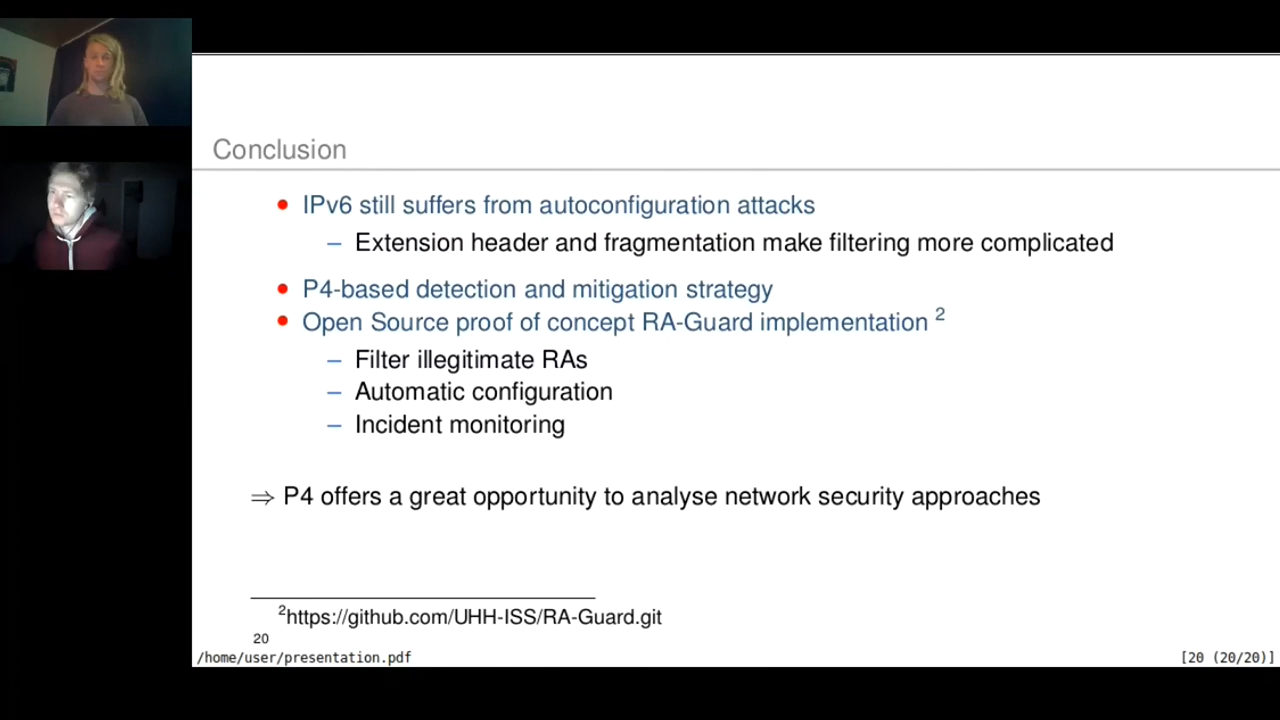 Conclusion
• IPv6 still suffers from autoconfiguration attacks
– Extension header and fragmentation make filtering more complicated
• P4-based detection and mitigation strategy
• Open Source proof of concept RA-Guard implementation 2
– Filter illegitimate RAs
– Automatic configuration
– Incident monitoring
⇒ P4 offers a great opportunity to analyse network security approaches
2https://github.com/UHH-ISS/RA-Guard.git
20
/home/user/presentation.pdf [20 (20/20)]